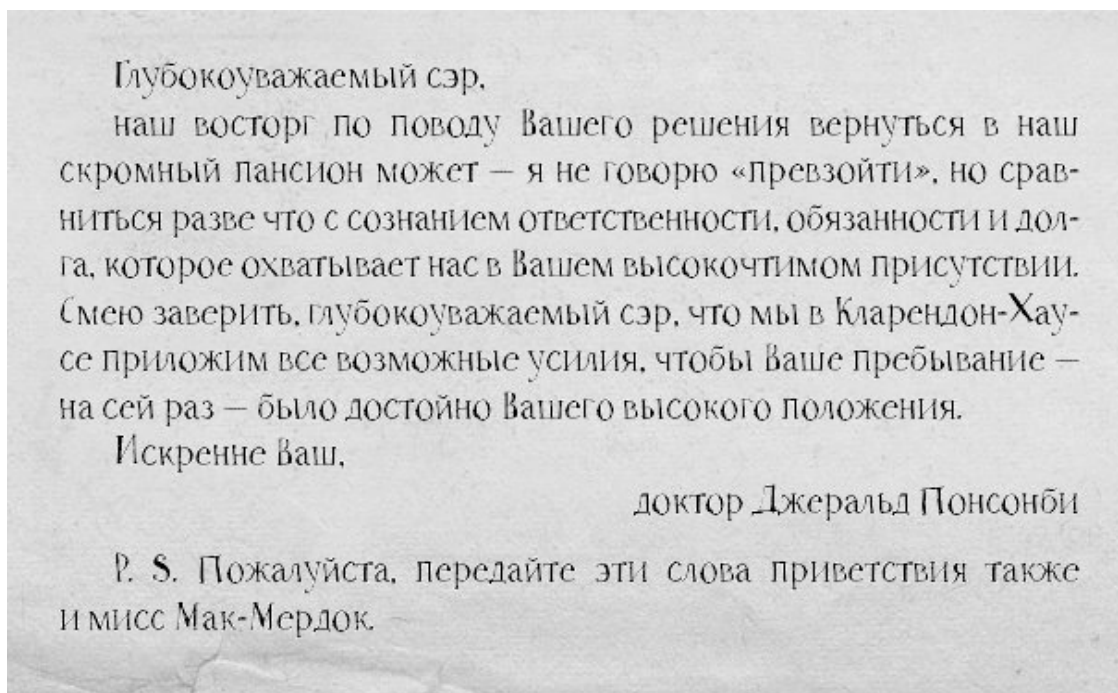 Глубокоуважаемый сэр,
наш восторг по поводу Вашего решения вернуться в наш
скромный пансион может — я не говорю «превзойти», но срав-
ниться разве что с сознанием ответственности, обязанности и дол-
га, которое охватывает нас в Вашем высокочтимом присутствии.
Смею заверить, глубокоуважаемый сэр, что мы в Кларендон-Хау-
се приложим все возможные усилия, чтобы Ваше пребывание —
на сей раз — было достойно Вашего высокого положения.
Искренне Ваш,
доктор Джеральд Понсонби
P. S. Пожалуйста, передайте эти слова приветствия также
и мисс Мак-Мердок.